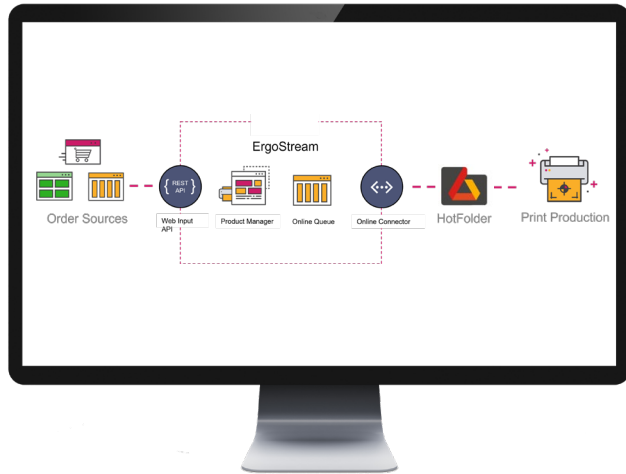 ErgoStream
{ REST
API }
Order Sources
Web Input
API
Product Manager
Online Queue
Online Connector
HotFolder
Print Production